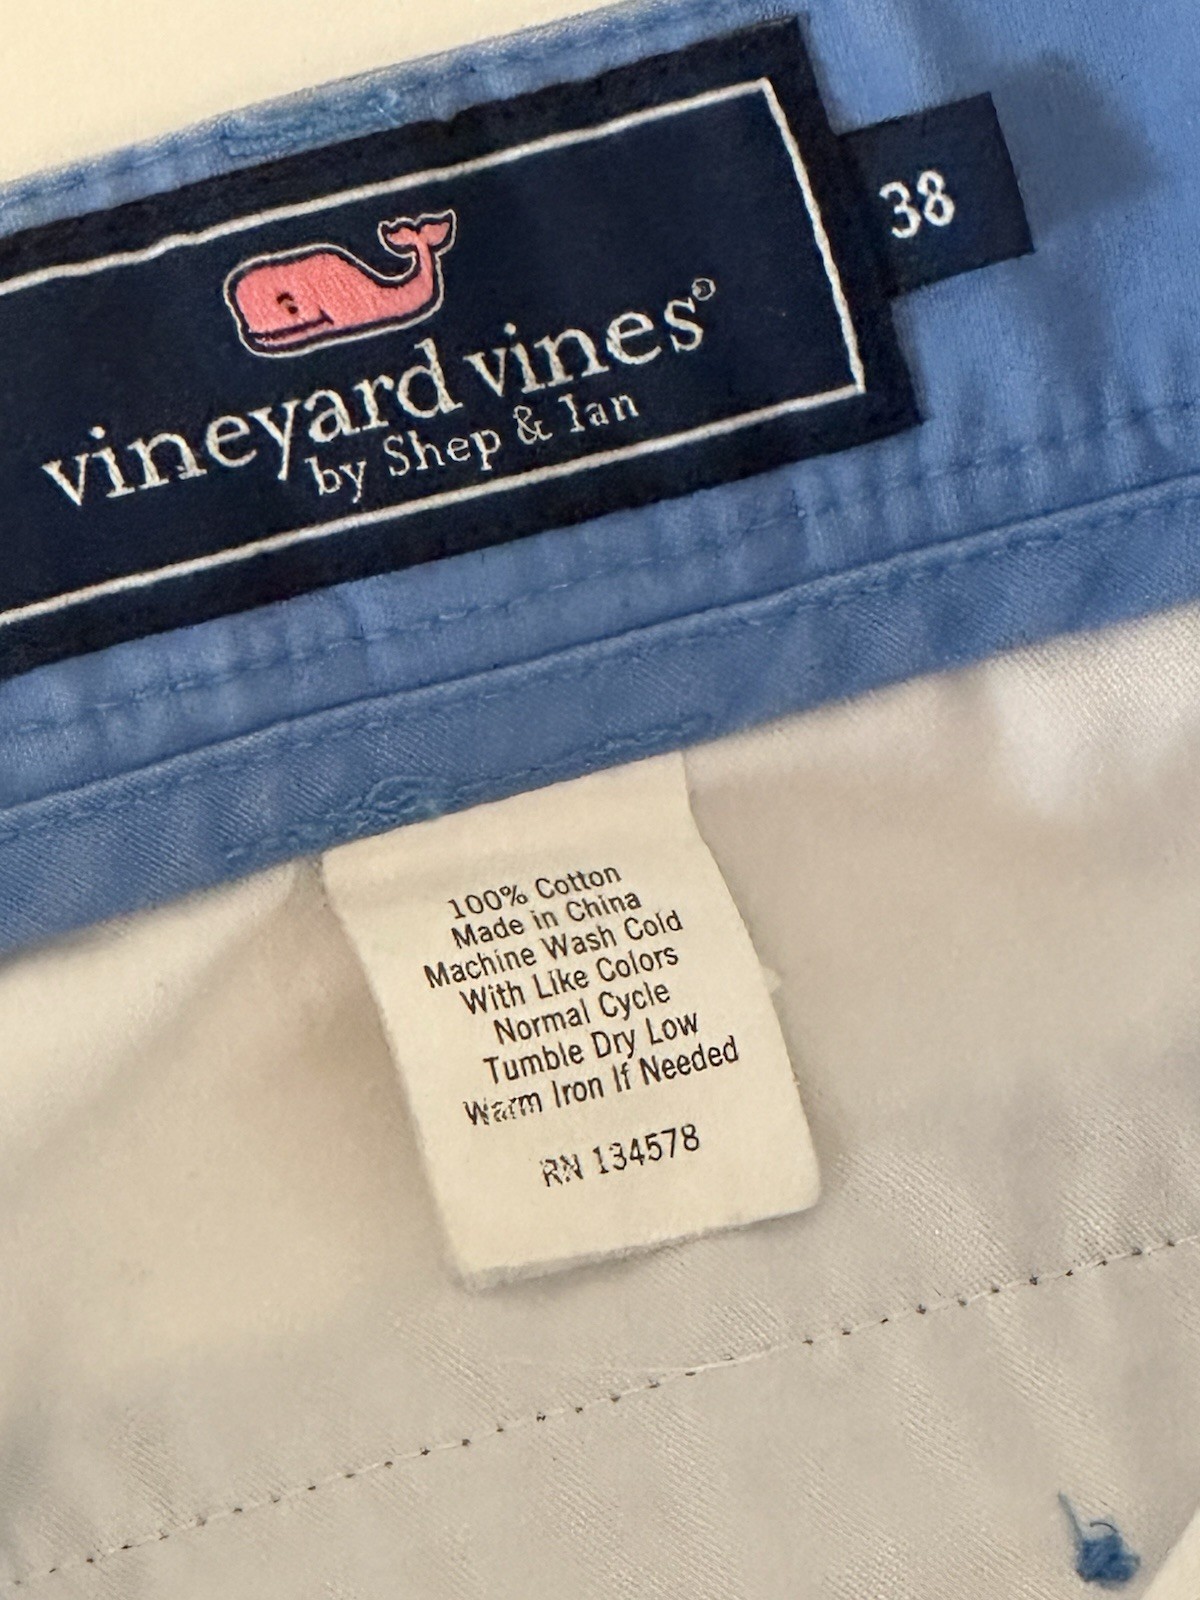 vineyard vines®
by Shep & Ian
38
100% Cotton
Made in China
Machine Wash Cold
With Like Colors
Normal Cycle
Tumble Dry Low
Warm Iron If Needed
RN 134578